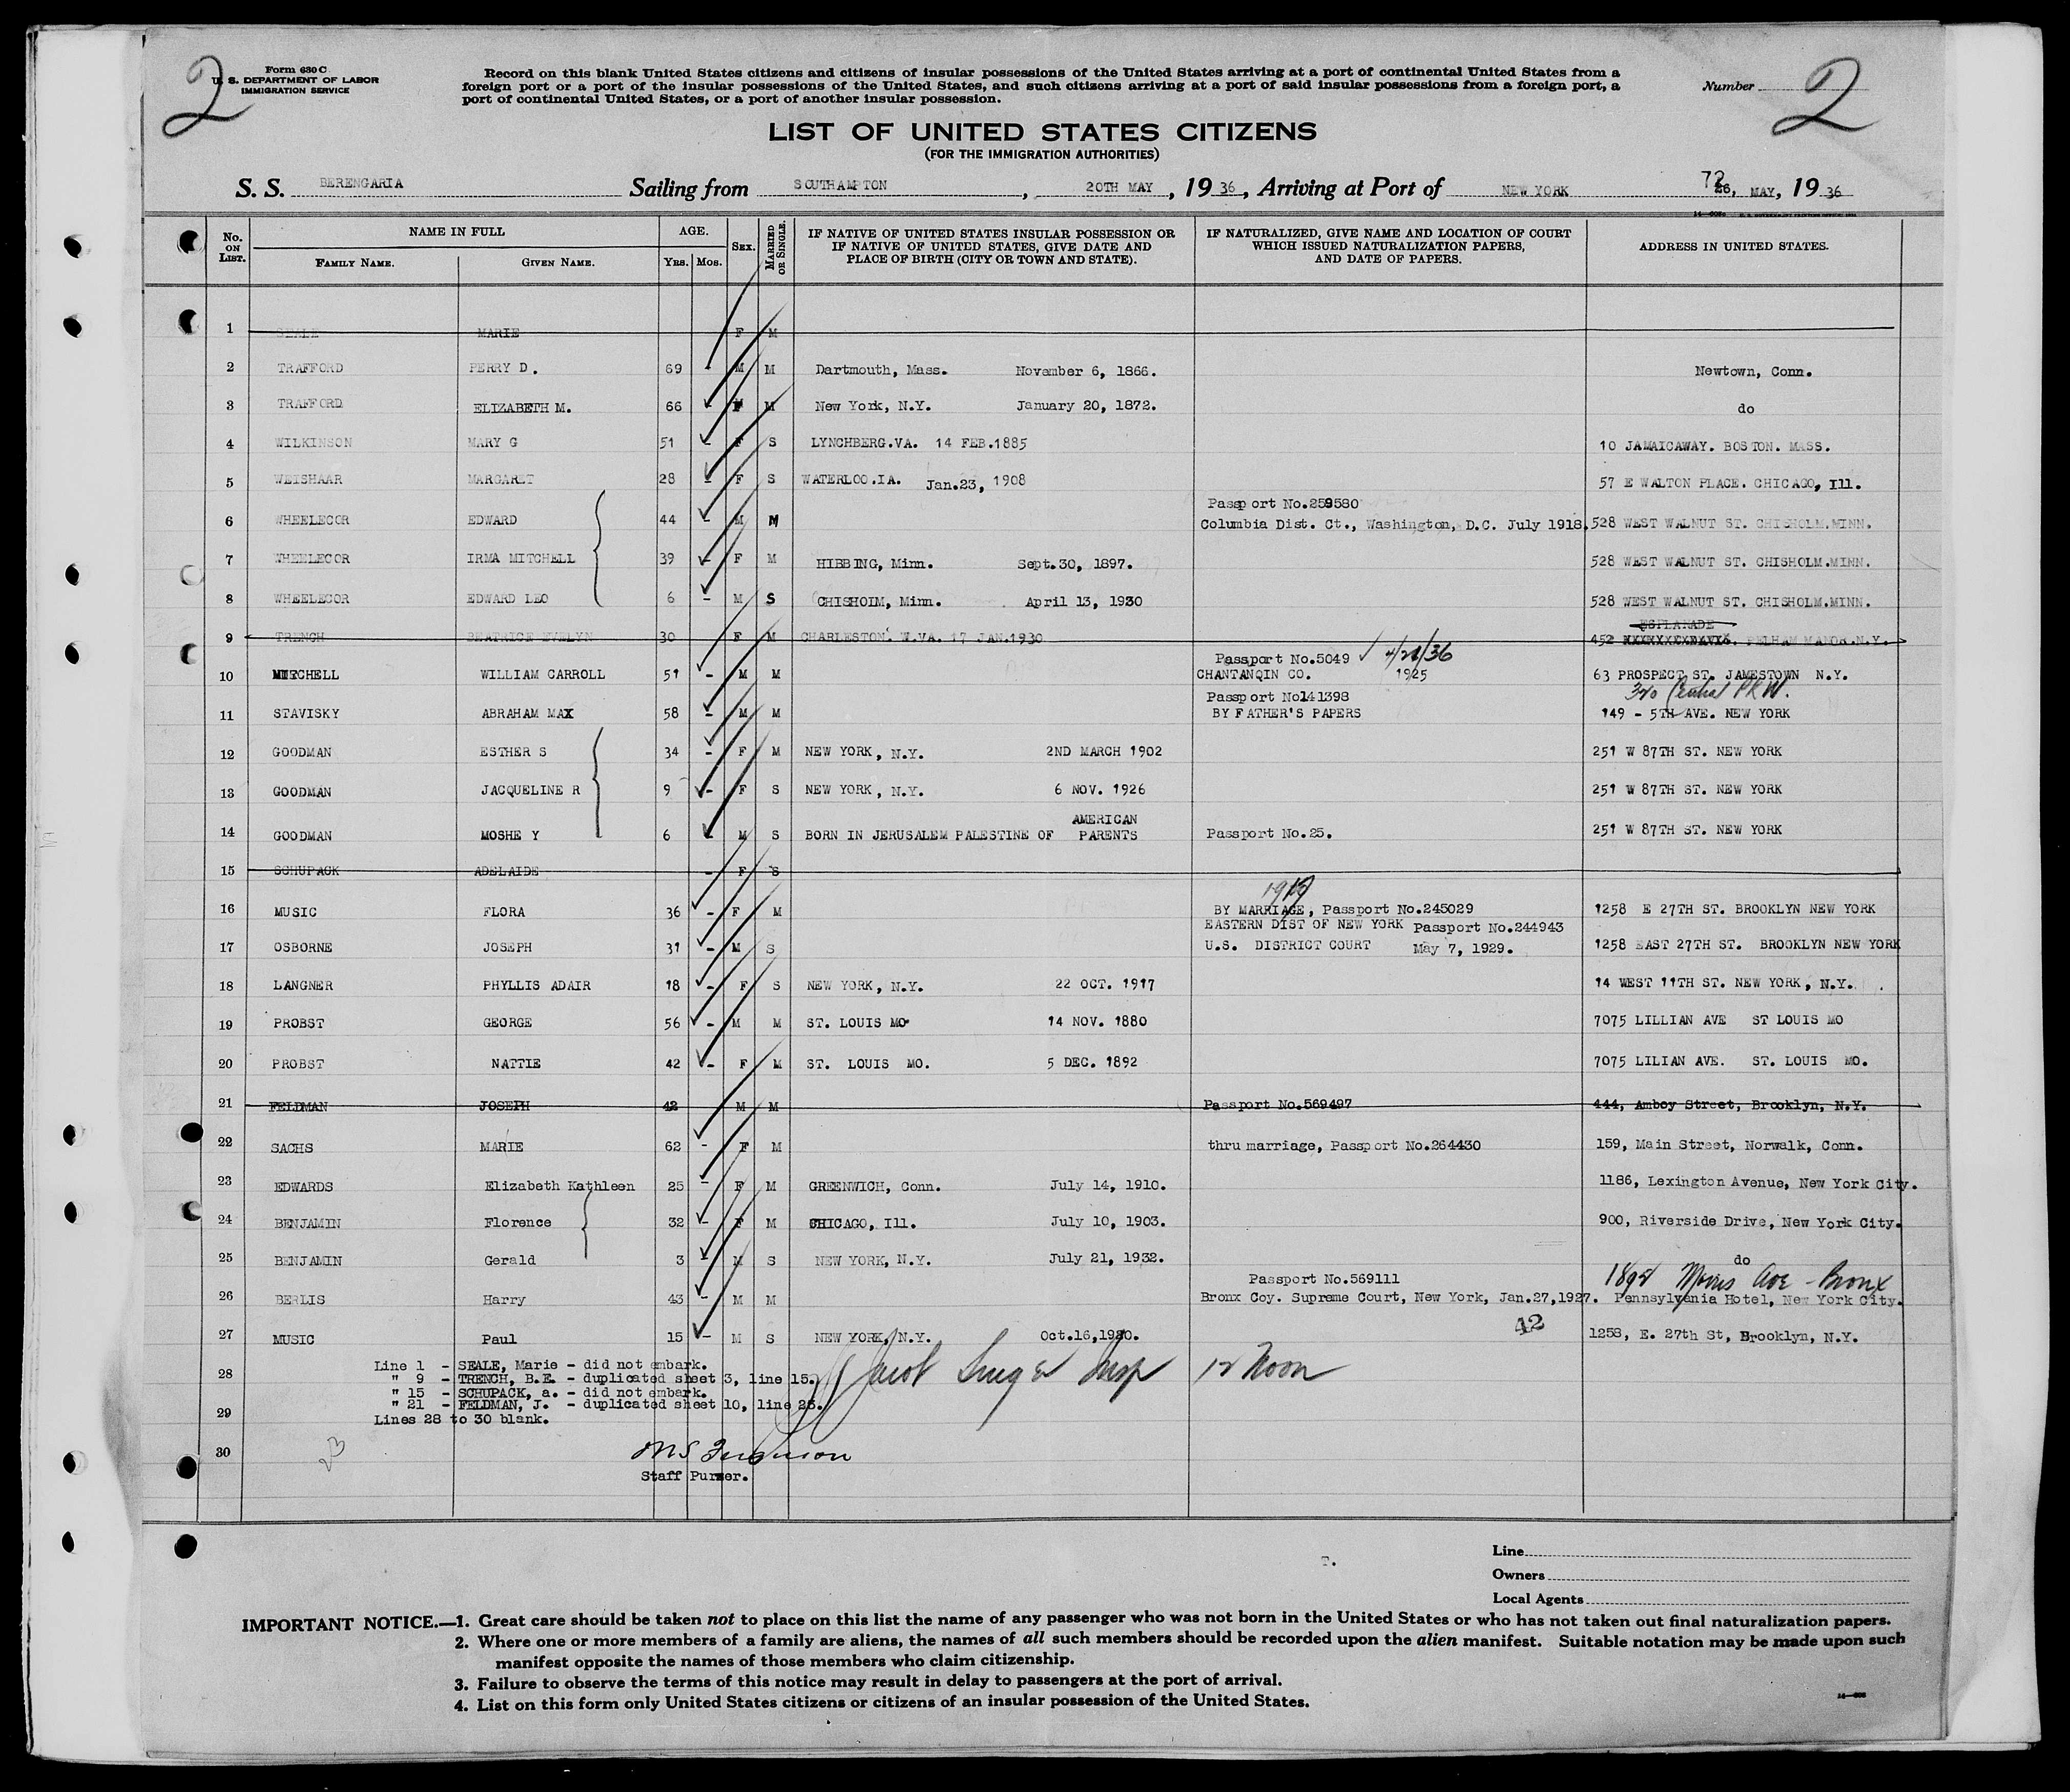 2
Form 630 C
U. S. DEPARTMENT OF LABOR
IMMIGRATION SERVICE
Record on this blank United States citizens and citizens of insular possessions of the United States arriving at a port of continental United States from a
foreign port or a port of the insular possessions of the United States, and such citizens arriving at a port of said insular possessions from a foreign port, a
port of continental United States, or a port of another insular possession.
Number 2
LIST OF UNITED STATES CITIZENS
(FOR THE IMMIGRATION AUTHORITIES)
S. S. BERENGARIA Sailing from SOUTHAMPTON, 20TH MAY, 19 36, Arriving at Port of NEW YORK 26, MAY, 19 36
No. ON LIST. NAME IN FULL AGE. SEX. MARRIED OR SINGLE. IF NATIVE OF UNITED STATES INSULAR POSSESSION OR IF NATIVE OF UNITED STATES, GIVE DATE AND PLACE OF BIRTH (CITY OR TOWN AND STATE). IF NATURALIZED, GIVE NAME AND LOCATION OF COURT WHICH ISSUED NATURALIZATION PAPERS, AND DATE OF PAPERS. ADDRESS IN UNITED STATES.
FAMILY NAME. GIVEN NAME. YRS. MOS.
1 SEALE MARIE F M
2 TRAFFORD PERRY D. 69 - M M Dartmouth, Mass. November 6, 1866. Newtown, Conn.
3 TRAFFORD ELIZABETH M. 66 - F M New York, N.Y. January 20, 1872. do
4 WILKINSON MARY G 51 - F S LYNCHBERG.VA. 14 FEB.1885 10 JAMAICAWAY. BOSTON. MASS.
5 WEISHAAR MARGARET 28 - F S WATERLOO.IA. Jan.23, 1908 57 E WALTON PLACE. CHICAGO, Ill.
Passport No.259580
6 WHEELECOR EDWARD 44 - M M Columbia Dist. Ct., Washington, D.C. July 1918. 528 WEST WALNUT ST. CHISHOLM.MINN.
7 WHEELECOR IRMA MITCHELL 39 - F M HIBBING, Minn. Sept.30, 1897. 528 WEST WALNUT ST. CHISHOLM.MINN.
8 WHEELECOR EDWARD LEO 6 - M S CHISHOLM, Minn. April 13, 1930 528 WEST WALNUT ST. CHISHOLM.MINN.
ESPLANADE
9 TRENCH BEATRICE EVELYN 30 F M CHARLESTON. W.VA. 17 JAN.1930 452 PELHAM MANOR.N.Y.
Passport No.5049 4/21/36
10 MITCHELL WILLIAM CARROLL 51 - M M CHANTANQIN CO. 1925 63 PROSPECT ST. JAMESTOWN N.Y.
Passport No141398 320 Central Pk W.
11 STAVISKY ABRAHAM MAX 58 - M M BY FATHER'S PAPERS 149 - 5TH AVE. NEW YORK
12 GOODMAN ESTHER S 34 - F M NEW YORK, N.Y. 2ND MARCH 1902 251 W 87TH ST. NEW YORK
13 GOODMAN JACQUELINE R 9 - F S NEW YORK, N.Y. 6 NOV. 1926 251 W 87TH ST. NEW YORK
AMERICAN
14 GOODMAN MOSHE Y 6 - M S BORN IN JERUSALEM PALESTINE OF PARENTS Passport No.25. 251 W 87TH ST. NEW YORK
15 SCHUPACK ADELAIDE - F S
1919
16 MUSIC FLORA 36 - F M BY MARRIAGE, Passport No.245029 1258 E 27TH ST. BROOKLYN NEW YORK
EASTERN DIST OF NEW YORK Passport No.244943
17 OSBORNE JOSEPH 31 - M S U.S. DISTRICT COURT May 7, 1929. 1258 EAST 27TH ST. BROOKLYN NEW YORK
18 LANGNER PHYLLIS ADAIR 18 - F S NEW YORK, N.Y. 22 OCT. 1917 14 WEST 11TH ST. NEW YORK, N.Y.
19 PROBST GEORGE 56 - M M ST. LOUIS MO. 14 NOV. 1880 7075 LILLIAN AVE ST LOUIS MO
20 PROBST NATTIE 42 - F M ST. LOUIS MO. 5 DEC. 1892 7075 LILIAN AVE. ST. LOUIS MO.
21 FELDMAN JOSEPH 42 M M Passport No.569497 444, Amboy Street, Brooklyn, N.Y.
22 SACHS MARIE 62 - F M thru marriage, Passport No.264430 159, Main Street, Norwalk, Conn.
23 EDWARDS Elizabeth Kathleen 25 - F M GREENWICH, Conn. July 14, 1910. 1186, Lexington Avenue, New York City.
24 BENJAMIN Florence 32 - F M CHICAGO, Ill. July 10, 1903. 900, Riverside Drive, New York City.
25 BENJAMIN Gerald 3 - M S NEW YORK, N.Y. July 21, 1932. do
Passport No.569111 Ave - Bronx
26 BERLIS Harry 43 - M M Bronx Coy. Supreme Court, New York, Jan.27,1927. Pennsylvania Hotel, New York City.
42
27 MUSIC Paul 15 - M S NEW YORK, N.Y. Oct.16,1920. 1258, E. 27th St, Brooklyn, N.Y.
Line 1 - SEALE, Marie - did not embark.
28 " 9 - TRENCH, B.E. - duplicated sheet 3, line 15. Jacob Insp 12 Noon
" 15 - SCHUPACK, a. - did not embark.
" 21 - FELDMAN, J. - duplicated sheet 10, line 26.
29 Lines 28 to 30 blank.
30
Staff Purser.
Line
Owners
Local Agents
IMPORTANT NOTICE.—1. Great care should be taken not to place on this list the name of any passenger who was not born in the United States or who has not taken out final naturalization papers.
2. Where one or more members of a family are aliens, the names of all such members should be recorded upon the alien manifest. Suitable notation may be made upon such
manifest opposite the names of those members who claim citizenship.
3. Failure to observe the terms of this notice may result in delay to passengers at the port of arrival.
4. List on this form only United States citizens or citizens of an insular possession of the United States.